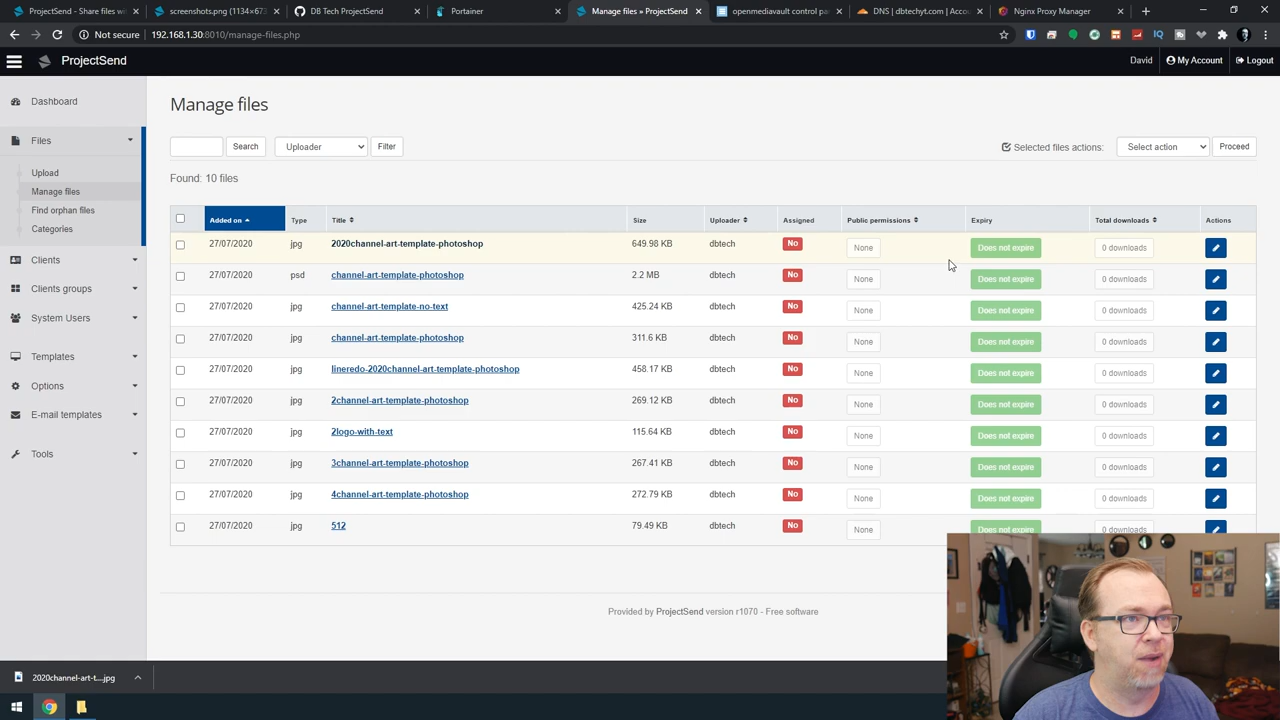 ProjectSend - Share files wi
screenshots.png (1134×673
DB Tech ProjectSend
Portainer
Manage files » ProjectSend
openmediavault control pa
DNS | dbtechyt.com | Acco
Nginx Proxy Manager
Not secure | 192.168.1.30:8010/manage-files.php
ProjectSend
David
My Account
Logout
Dashboard
Files
Upload
Manage files
Find orphan files
Categories
Clients
Clients groups
System Users
Templates
Options
E-mail templates
Tools
Manage files
Search
Uploader
Filter
Selected files actions:
Select action
Proceed
Found: 10 files
Added on Type Title Size Uploader Assigned Public permissions Expiry Total downloads Actions
27/07/2020 jpg 2020channel-art-template-photoshop 649.98 KB dbtech No None Does not expire 0 downloads
27/07/2020 psd channel-art-template-photoshop 2.2 MB dbtech No None Does not expire 0 downloads
27/07/2020 jpg channel-art-template-no-text 425.24 KB dbtech No None Does not expire 0 downloads
27/07/2020 jpg channel-art-template-photoshop 311.6 KB dbtech No None Does not expire 0 downloads
27/07/2020 jpg lineredo-2020channel-art-template-photoshop 458.17 KB dbtech No None Does not expire 0 downloads
27/07/2020 jpg 2channel-art-template-photoshop 269.12 KB dbtech No None Does not expire 0 downloads
27/07/2020 jpg 2logo-with-text 115.64 KB dbtech No None Does not expire 0 downloads
27/07/2020 jpg 3channel-art-template-photoshop 267.41 KB dbtech No None Does not expire 0 downloads
27/07/2020 jpg 4channel-art-template-photoshop 272.79 KB dbtech No None Does not expire 0 downloads
27/07/2020 jpg 512 79.49 KB dbtech No None Does not expire 0 downloads
Provided by ProjectSend version r1070 - Free software
2020channel-art-t....jpg